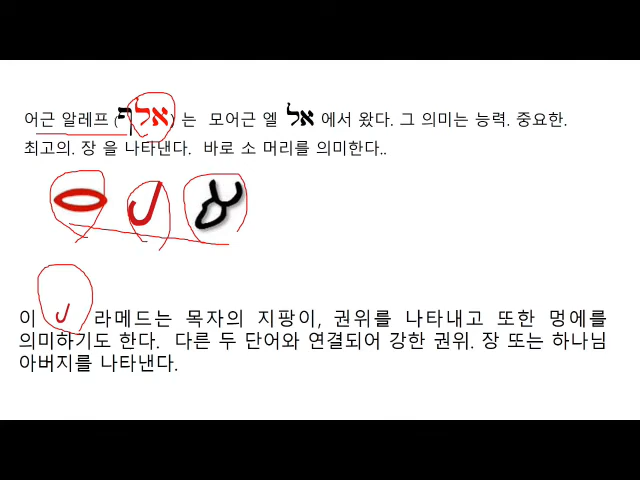 어근 알레프 (אלף) 는 모어근 엘 אל 에서 왔다. 그 의미는 능력. 중요한.
최고의. 장 을 나타낸다. 바로 소 머리를 의미한다..
이 라메드는 목자의 지팡이, 권위를 나타내고 또한 멍에를
의미하기도 한다. 다른 두 단어와 연결되어 강한 권위. 장 또는 하나님
아버지를 나타낸다.